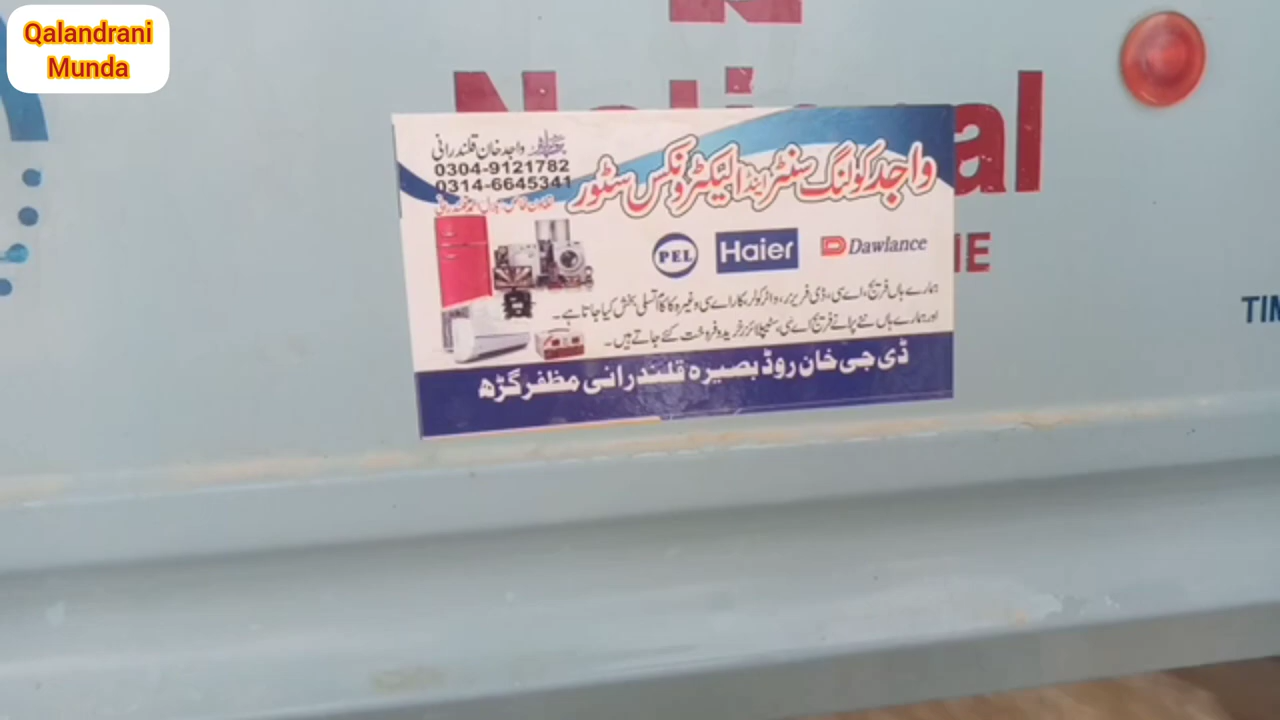 Qalandrani
Munda
National
واجد کولنگ سنٹر اینڈ الیکٹرونکس سٹور
واجد خان قلندرانی
0304-9121782
0314-6645341
PEL Haier Dawlance
ہمارے ہاں فریج، اے سی، ڈی فریزر، واٹر کولر، کار اے سی وغیرہ کا کام تسلی بخش کیا جاتا ہے۔
اور ہمارے ہاں نئے پرانے فریج اے سی، سٹیپلائزر خرید و فروخت کئے جاتے ہیں۔
ڈی جی خان روڈ بصیرہ قلندرانی مظفرگڑھ
TIM